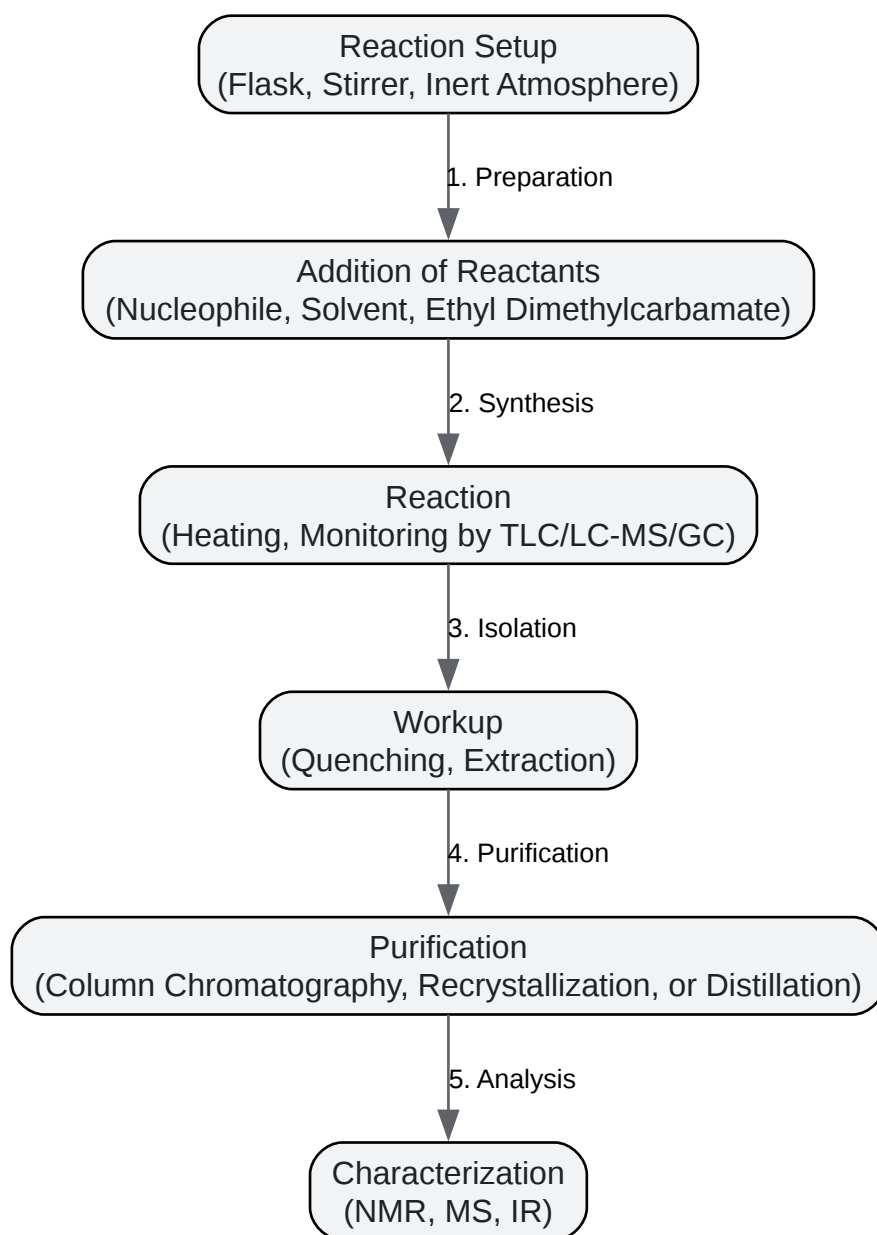 Reaction Setup
(Flask, Stirrer, Inert Atmosphere)
1. Preparation
Addition of Reactants
(Nucleophile, Solvent, Ethyl Dimethylcarbamate)
2. Synthesis
Reaction
(Heating, Monitoring by TLC/LC-MS/GC)
3. Isolation
Workup
(Quenching, Extraction)
4. Purification
Purification
(Column Chromatography, Recrystallization, or Distillation)
5. Analysis
Characterization
(NMR, MS, IR)